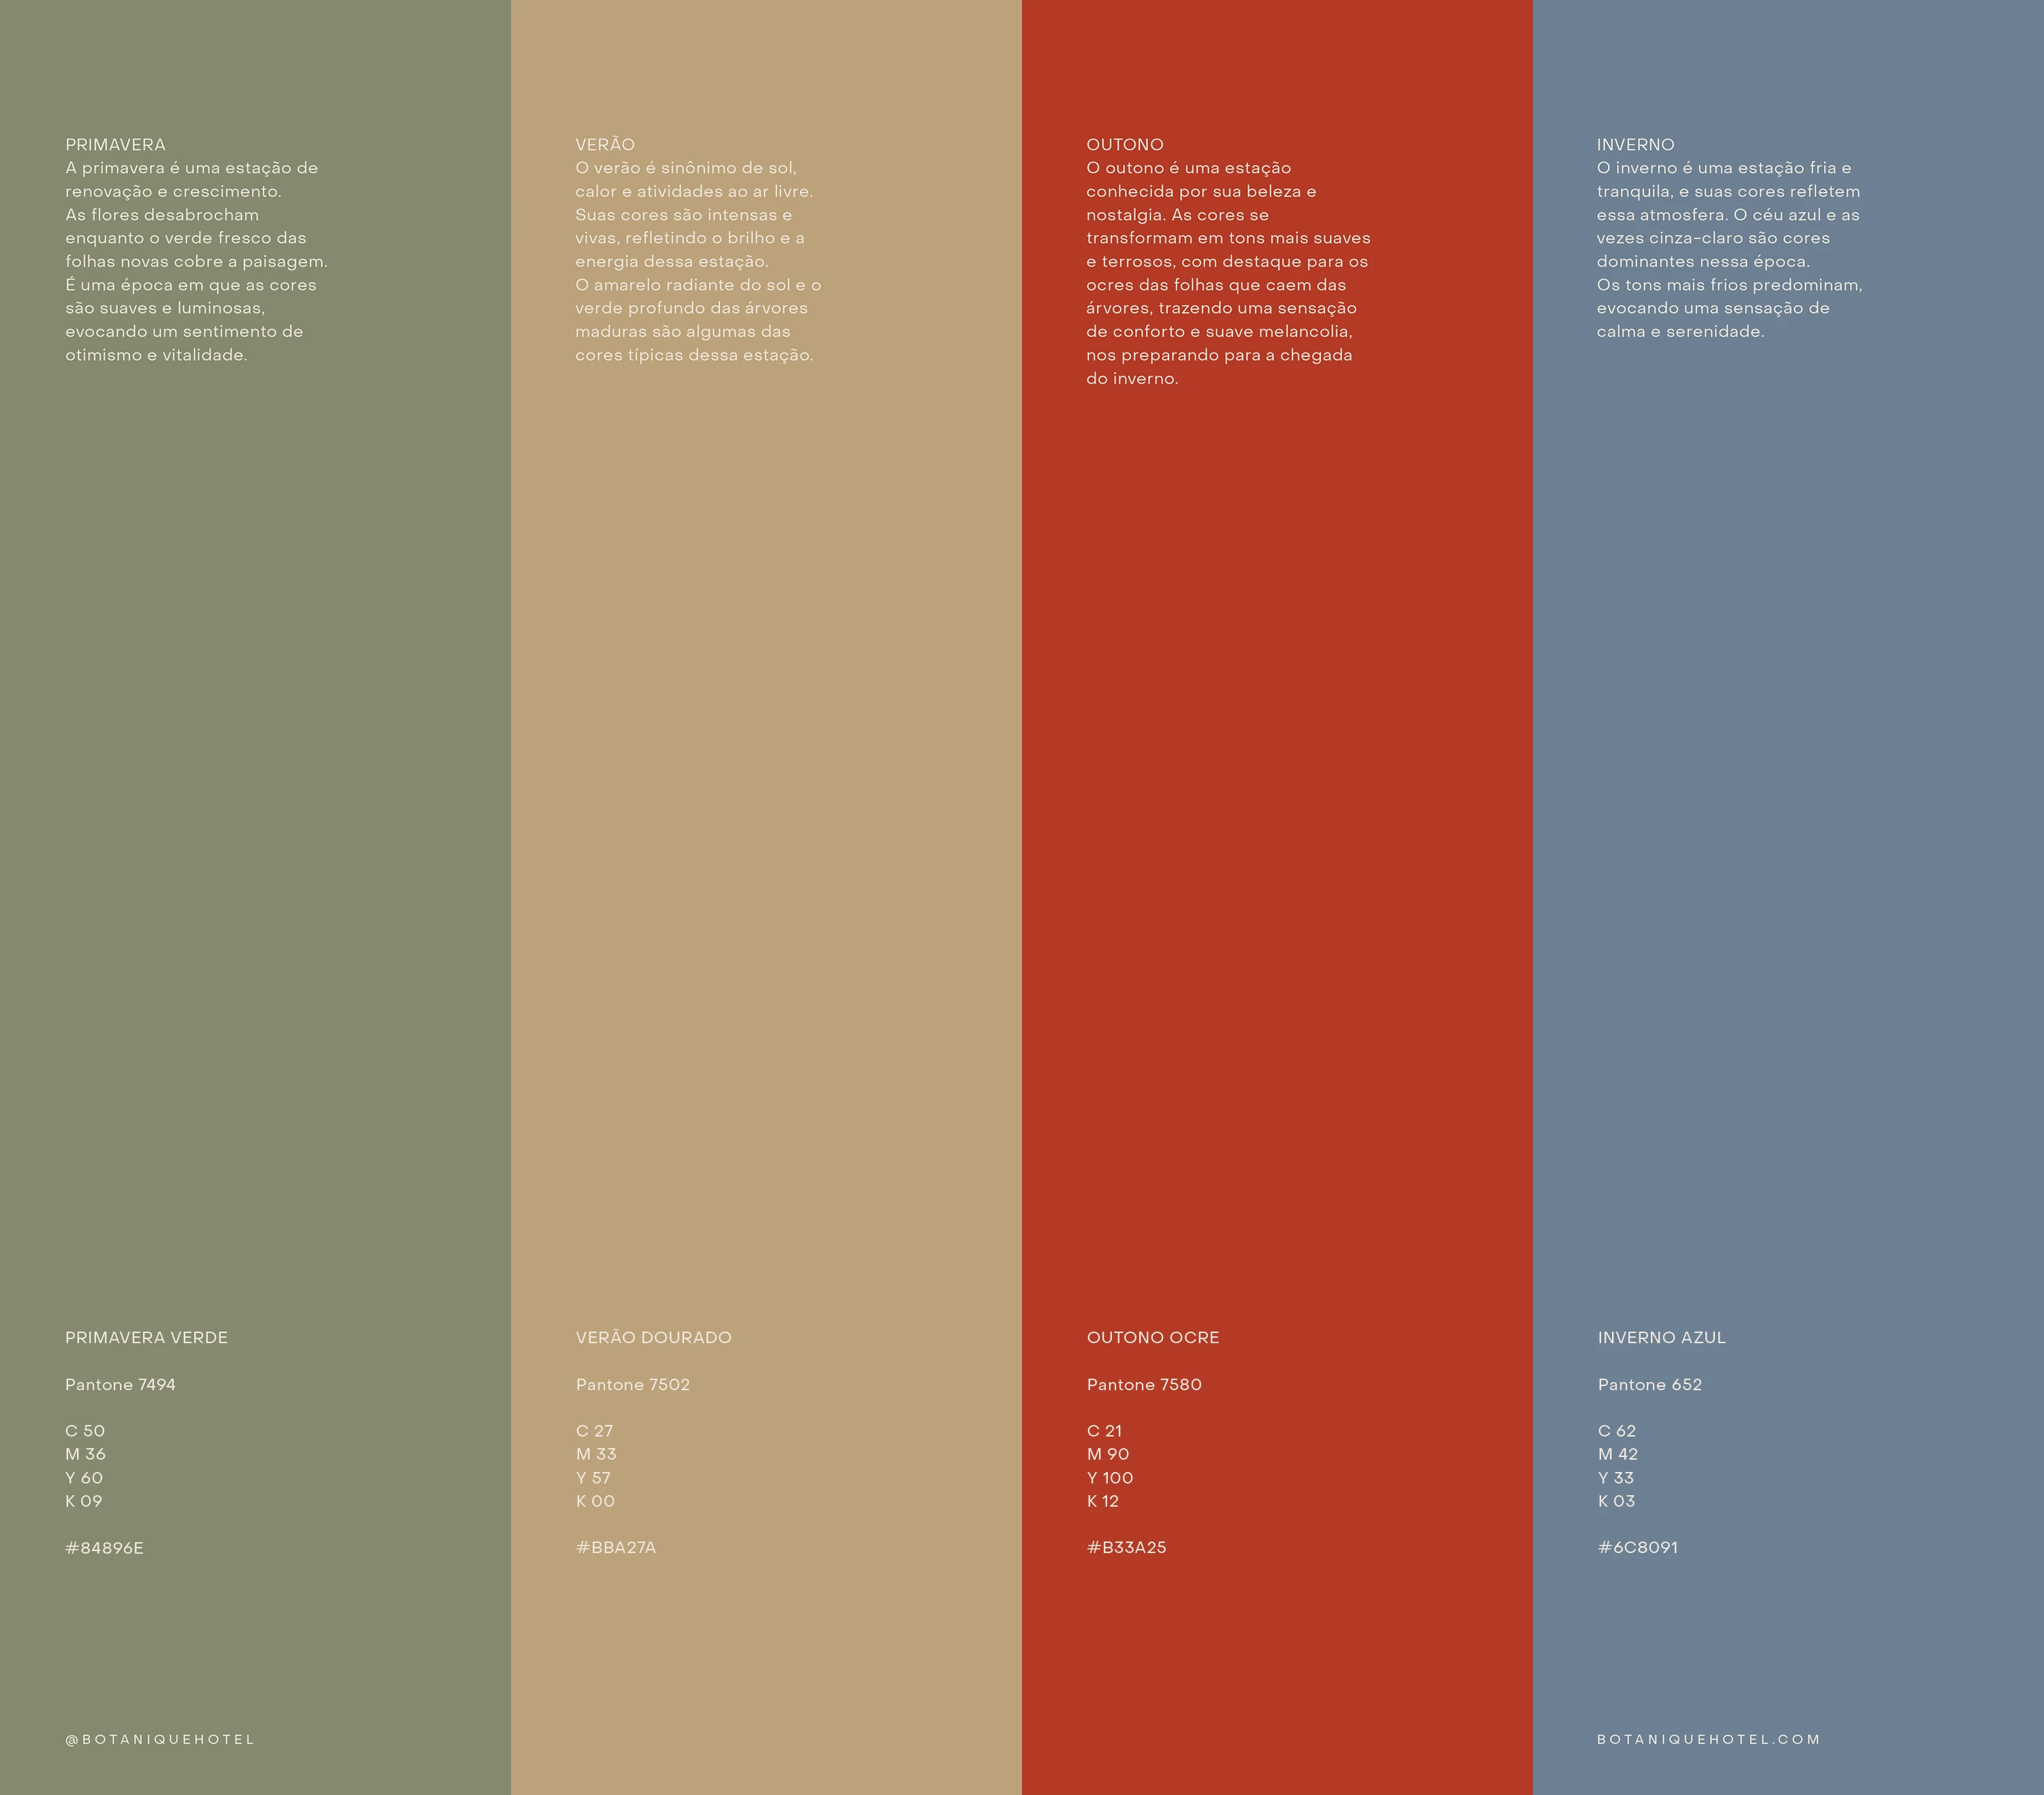 PRIMAVERA
A primavera é uma estação de
renovação e crescimento.
As flores desabrocham
enquanto o verde fresco das
folhas novas cobre a paisagem.
É uma época em que as cores
são suaves e luminosas,
evocando um sentimento de
otimismo e vitalidade.
PRIMAVERA VERDE
Pantone 7494
C 50
M 36
Y 60
K 09
#84896E
@BOTANIQUEHOTEL
VERÃO
O verão é sinônimo de sol,
calor e atividades ao ar livre.
Suas cores são intensas e
vivas, refletindo o brilho e a
energia dessa estação.
O amarelo radiante do sol e o
verde profundo das árvores
maduras são algumas das
cores típicas dessa estação.
VERÃO DOURADO
Pantone 7502
C 27
M 33
Y 57
K 00
#BBA27A
OUTONO
O outono é uma estação
conhecida por sua beleza e
nostalgia. As cores se
transformam em tons mais suaves
e terrosos, com destaque para os
ocres das folhas que caem das
árvores, trazendo uma sensação
de conforto e suave melancolia,
nos preparando para a chegada
do inverno.
OUTONO OCRE
Pantone 7580
C 21
M 90
Y 100
K 12
#B33A25
INVERNO
O inverno é uma estação fria e
tranquila, e suas cores refletem
essa atmosfera. O céu azul e as
vezes cinza-claro são cores
dominantes nessa época.
Os tons mais frios predominam,
evocando uma sensação de
calma e serenidade.
INVERNO AZUL
Pantone 652
C 62
M 42
Y 33
K 03
#6C8091
BOTANIQUEHOTEL.COM